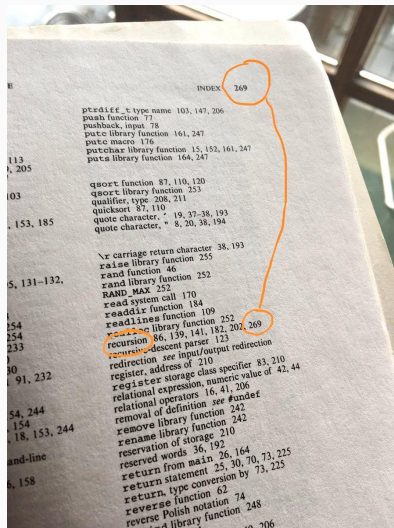 INDEX 269
ptrdiff_t type name 103, 147, 206
push function 77
pushback, input 78
putc library function 161, 247
putc macro 176
putchar library function 15, 152, 161, 247
puts library function 164, 247
qsort function 87, 110, 120
qsort library function 253
qualifier, type 208, 211
quicksort 87, 110
quote character, ' 19, 37-38, 193
quote character, " 8, 20, 38, 194
\r carriage return character 38, 193
raise library function 255
rand function 46
rand library function 252
RAND_MAX 252
read system call 170
readdir function 184
readlines function 109
library function 252
recursion 86, 139, 141, 182, 202, 269
recursive-descent parser 123
redirection see input/output redirection
register, address of 210
register storage class specifier 83, 210
relational expression, numeric value of 42, 44
relational operators 16, 41, 206
removal of definition see #undef
remove library function 242
rename library function 242
reservation of storage 210
reserved words 36, 192
return from main 26, 164
return statement 25, 30, 70, 73, 225
return, type conversion by 73, 225
reverse function 62
reverse Polish notation 74
library function 248
206
113
, 205
103
, 153, 185
5, 131-132,
254
254
233
30
91, 232
54, 244
154
18, 153, 244
and-line
6, 158